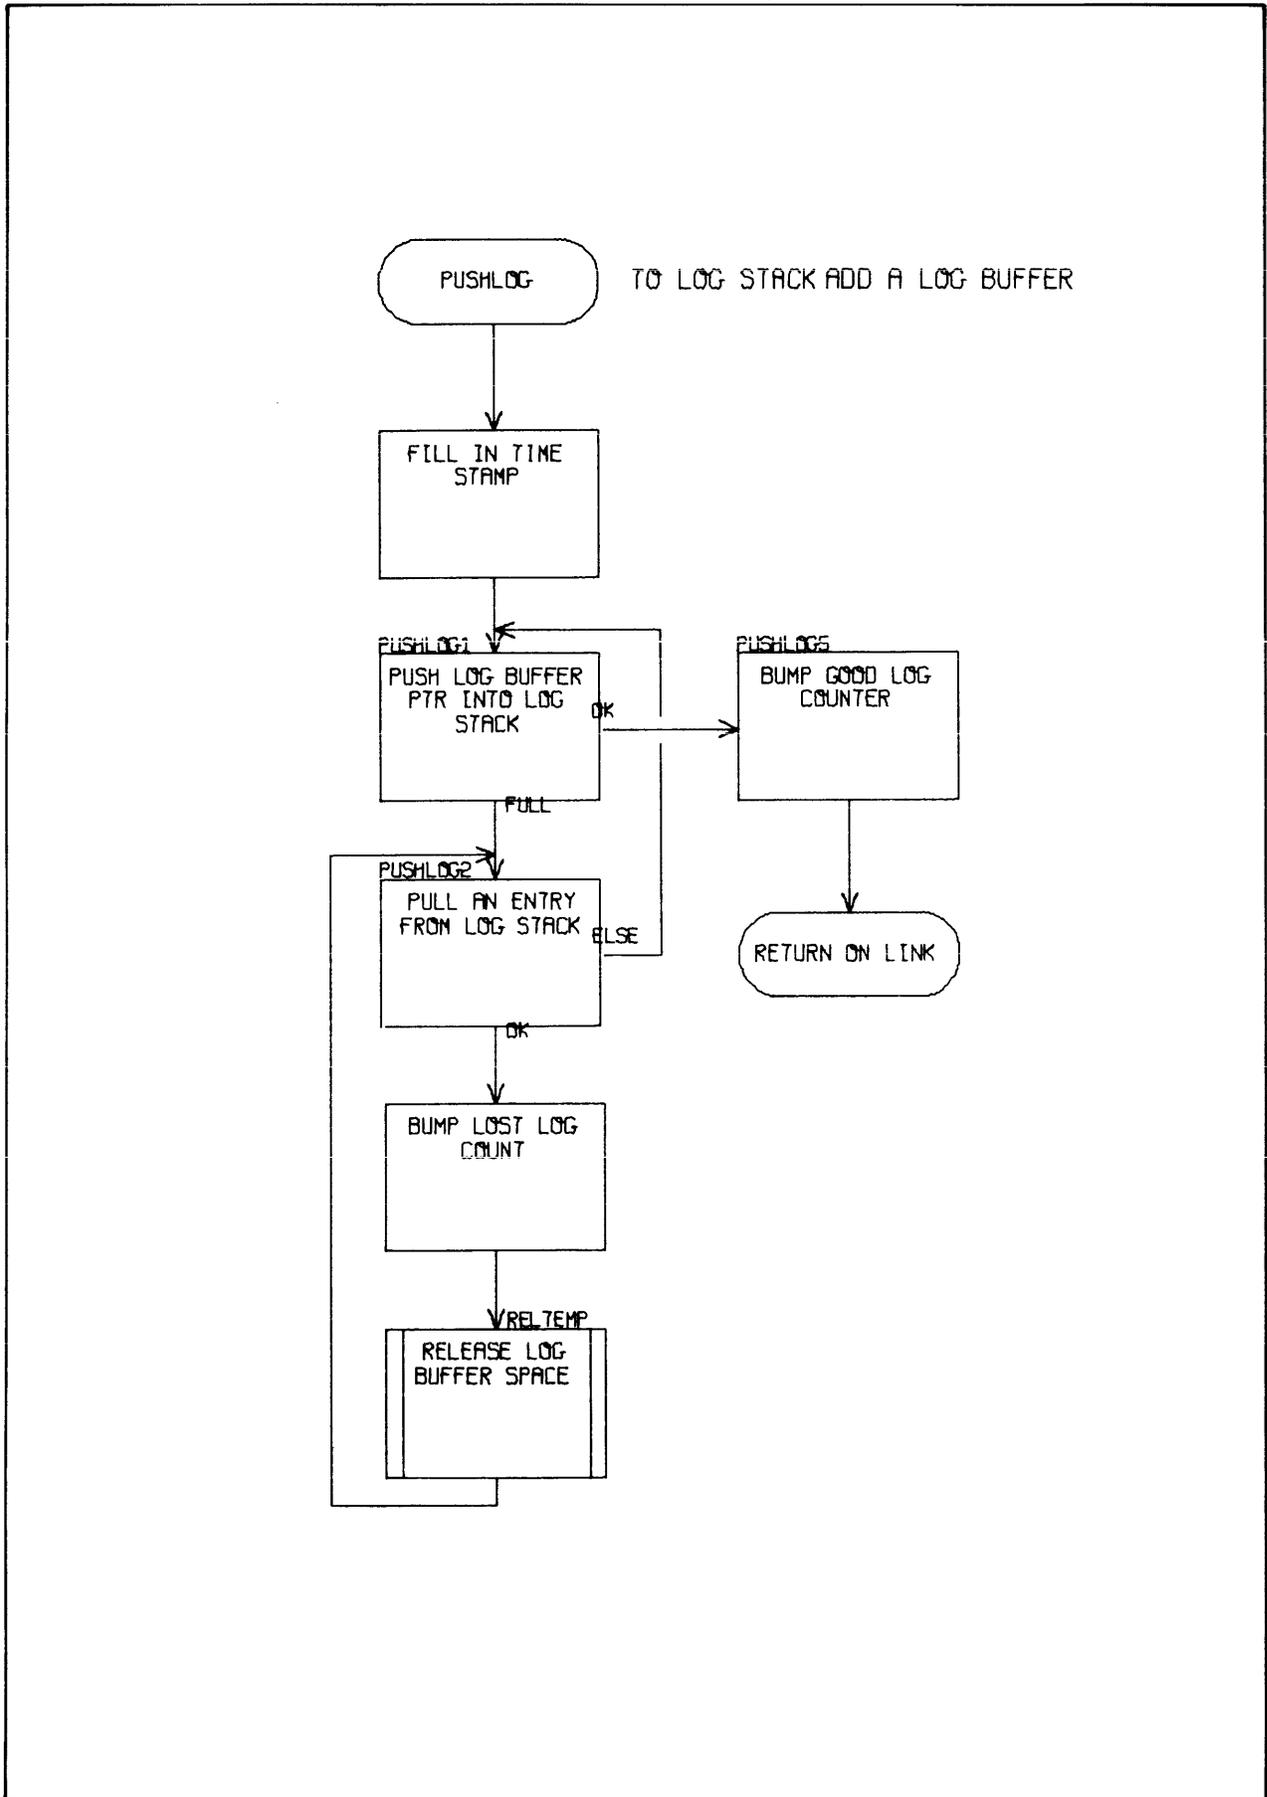 PUSHLOG
TO LOG STACK ADD A LOG BUFFER
FILL IN TIME
STAMP
PUSHLOG1
PUSH LOG BUFFER
PTR INTO LOG
STACK
OK
FULL
PUSHLOG5
BUMP GOOD LOG
COUNTER
PUSHLOG2
PULL AN ENTRY
FROM LOG STACK
ELSE
OK
RETURN ON LINK
BUMP LOST LOG
COUNT
RELTEMP
RELEASE LOG
BUFFER SPACE